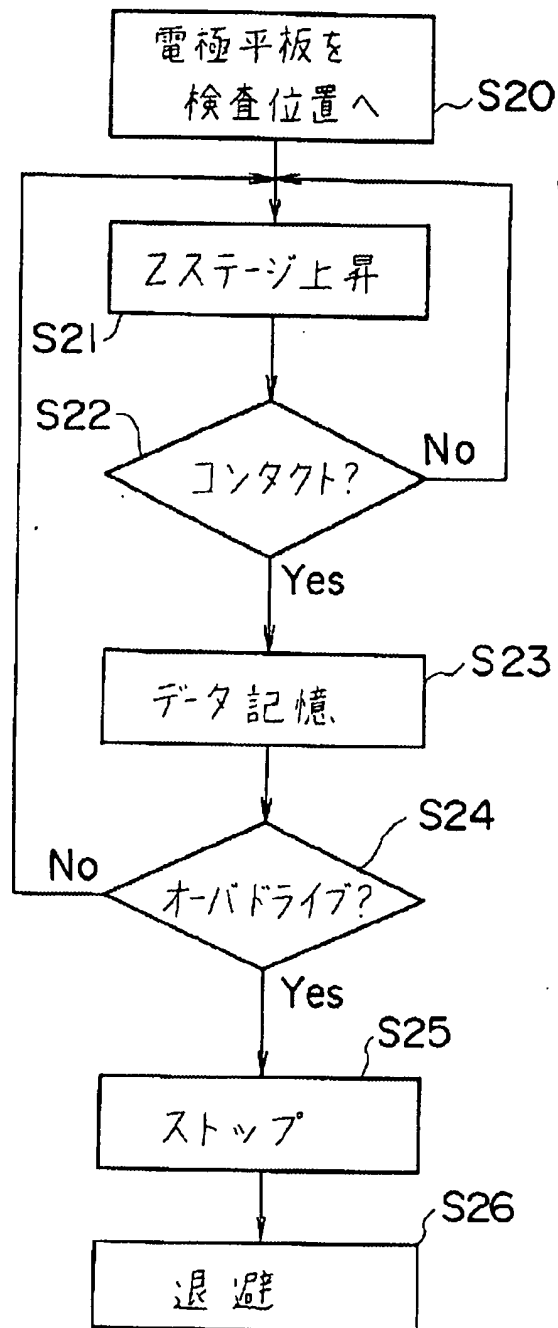 電極平板を
検査位置へ
S20
Zステージ上昇
S21
S22
コンタクト?
No
Yes
S23
データ記憶
S24
No
オーバドライブ?
Yes
S25
ストップ
S26
退避